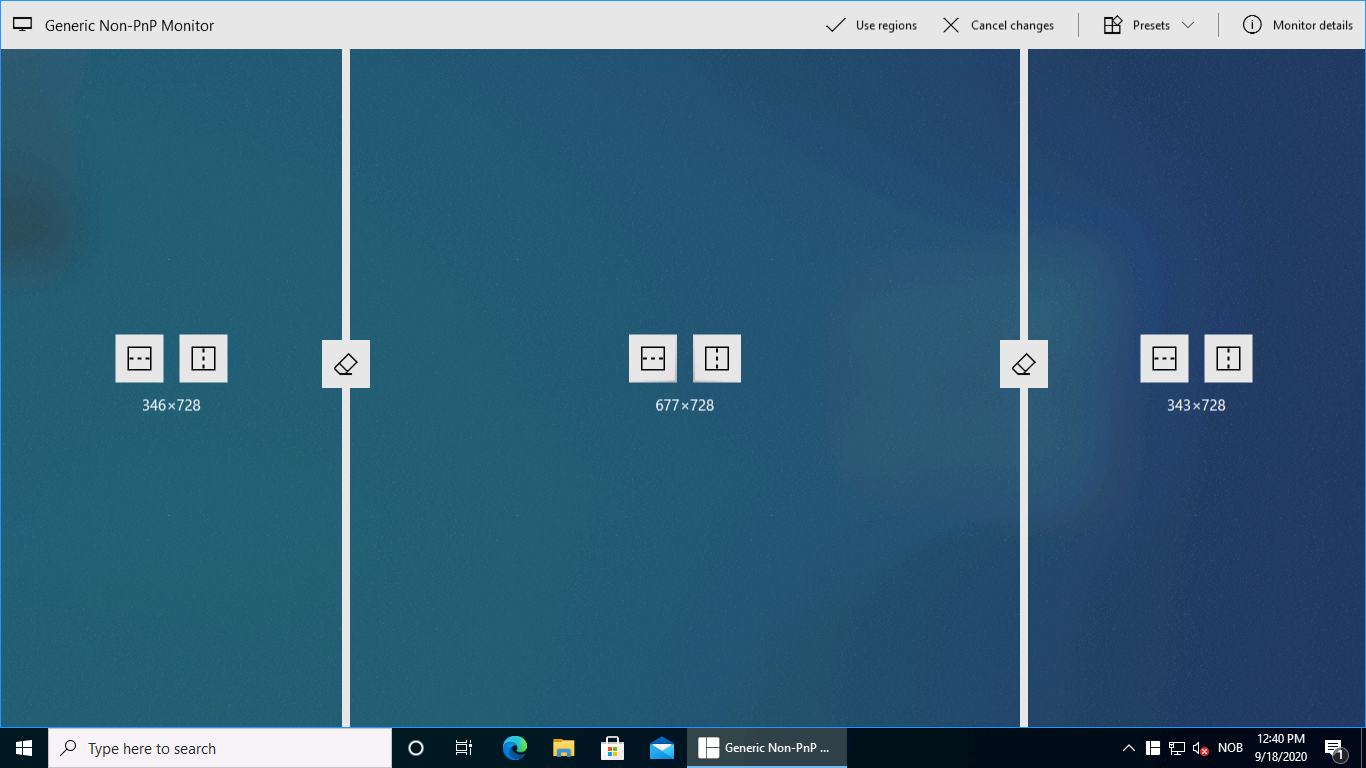 Generic Non-PnP Monitor
Use regions
Cancel changes
Presets
Monitor details
346×728
677×728
343×728
Type here to search
Generic Non-PnP ...
NOB
12:40 PM
9/18/2020
1